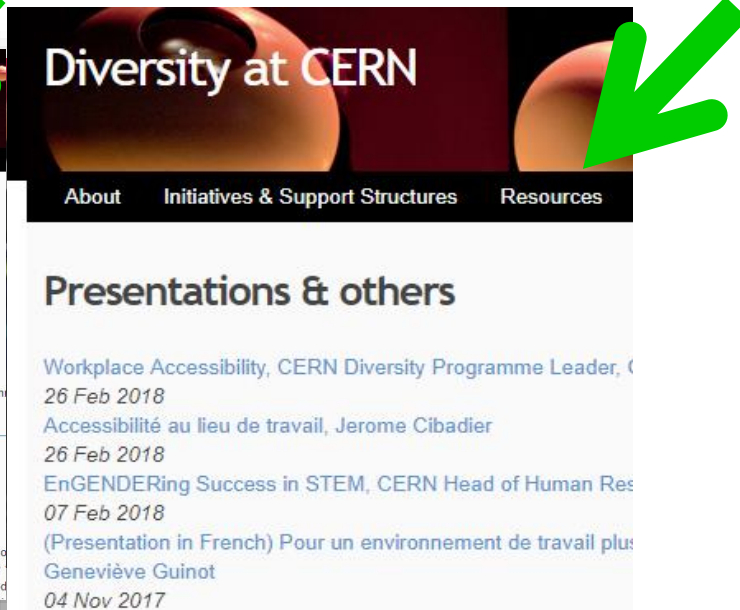 Diversity at CERN
About Initiatives & Support Structures Resources
Presentations & others
Workplace Accessibility, CERN Diversity Programme Leader,
26 Feb 2018
Accessibilité au lieu de travail, Jerome Cibadier
26 Feb 2018
EnGENDERing Success in STEM, CERN Head of Human
07 Feb 2018
(Presentation in French) Pour un environnement de travail plus
Geneviève Guinot
04 Nov 2017